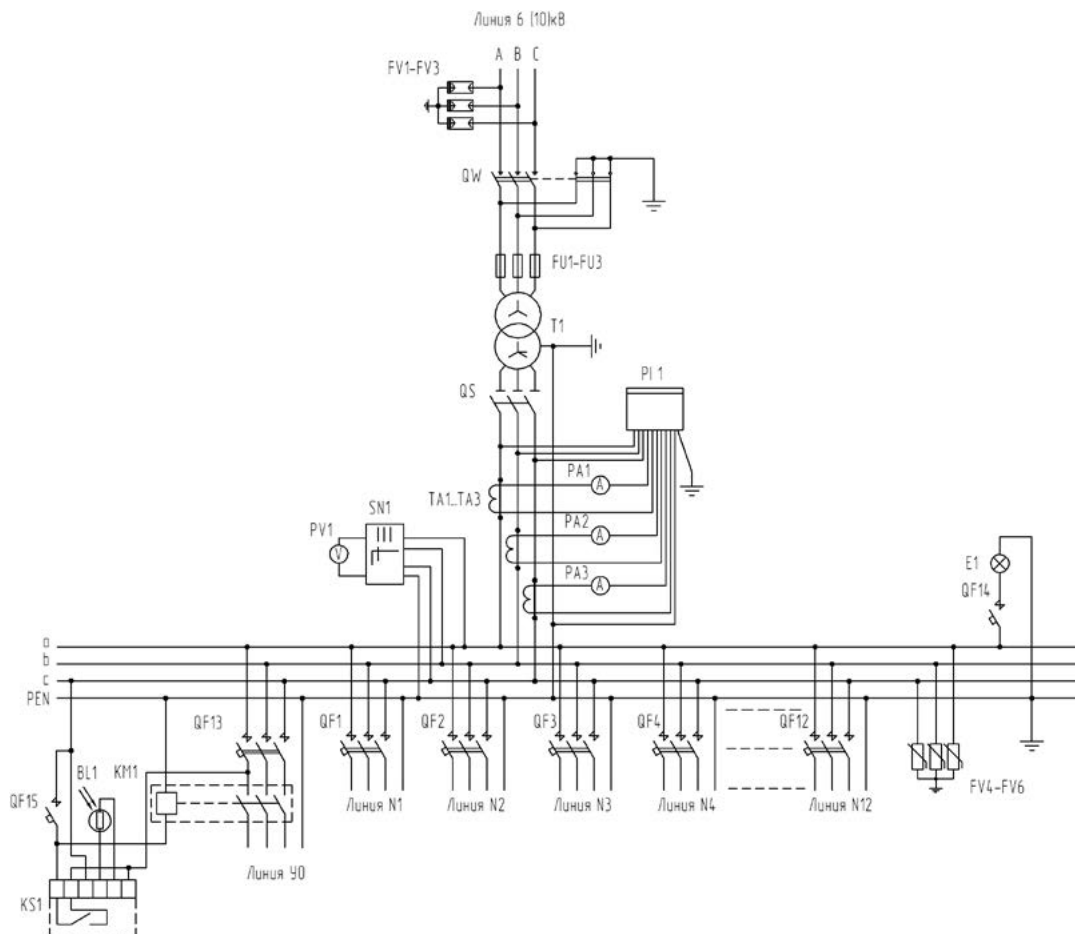 Линия 6 (10)кВ
A B C
FV1-FV3
QW
FU1-FU3
T1
QS
PI 1
PA1
TA1...TA3
SN1
PV1
V
A
PA2
A
PA3
A
E1
QF14
a
b
c
PEN
QF13
QF1
QF2
QF3
QF4
QF12
BL1
KM1
QF15
Линия N1
Линия N2
Линия N3
Линия N4
Линия N12
FV4-FV6
Линия УО
KS1